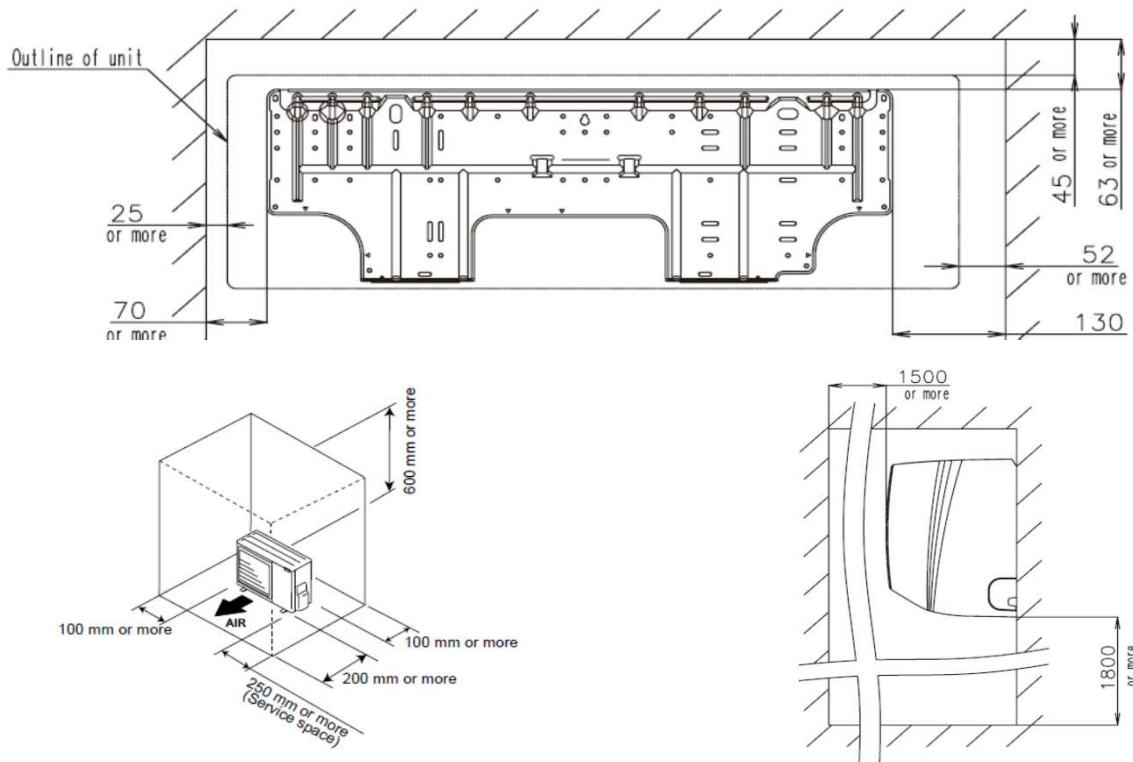 Outline of unit
45 or more
63 or more
25
or more
52
or more
70
or more
130
600 mm or more
1500
or more
100 mm or more
AIR
100 mm or more
200 mm or more
250 mm or more
(Service space)
1800
or more